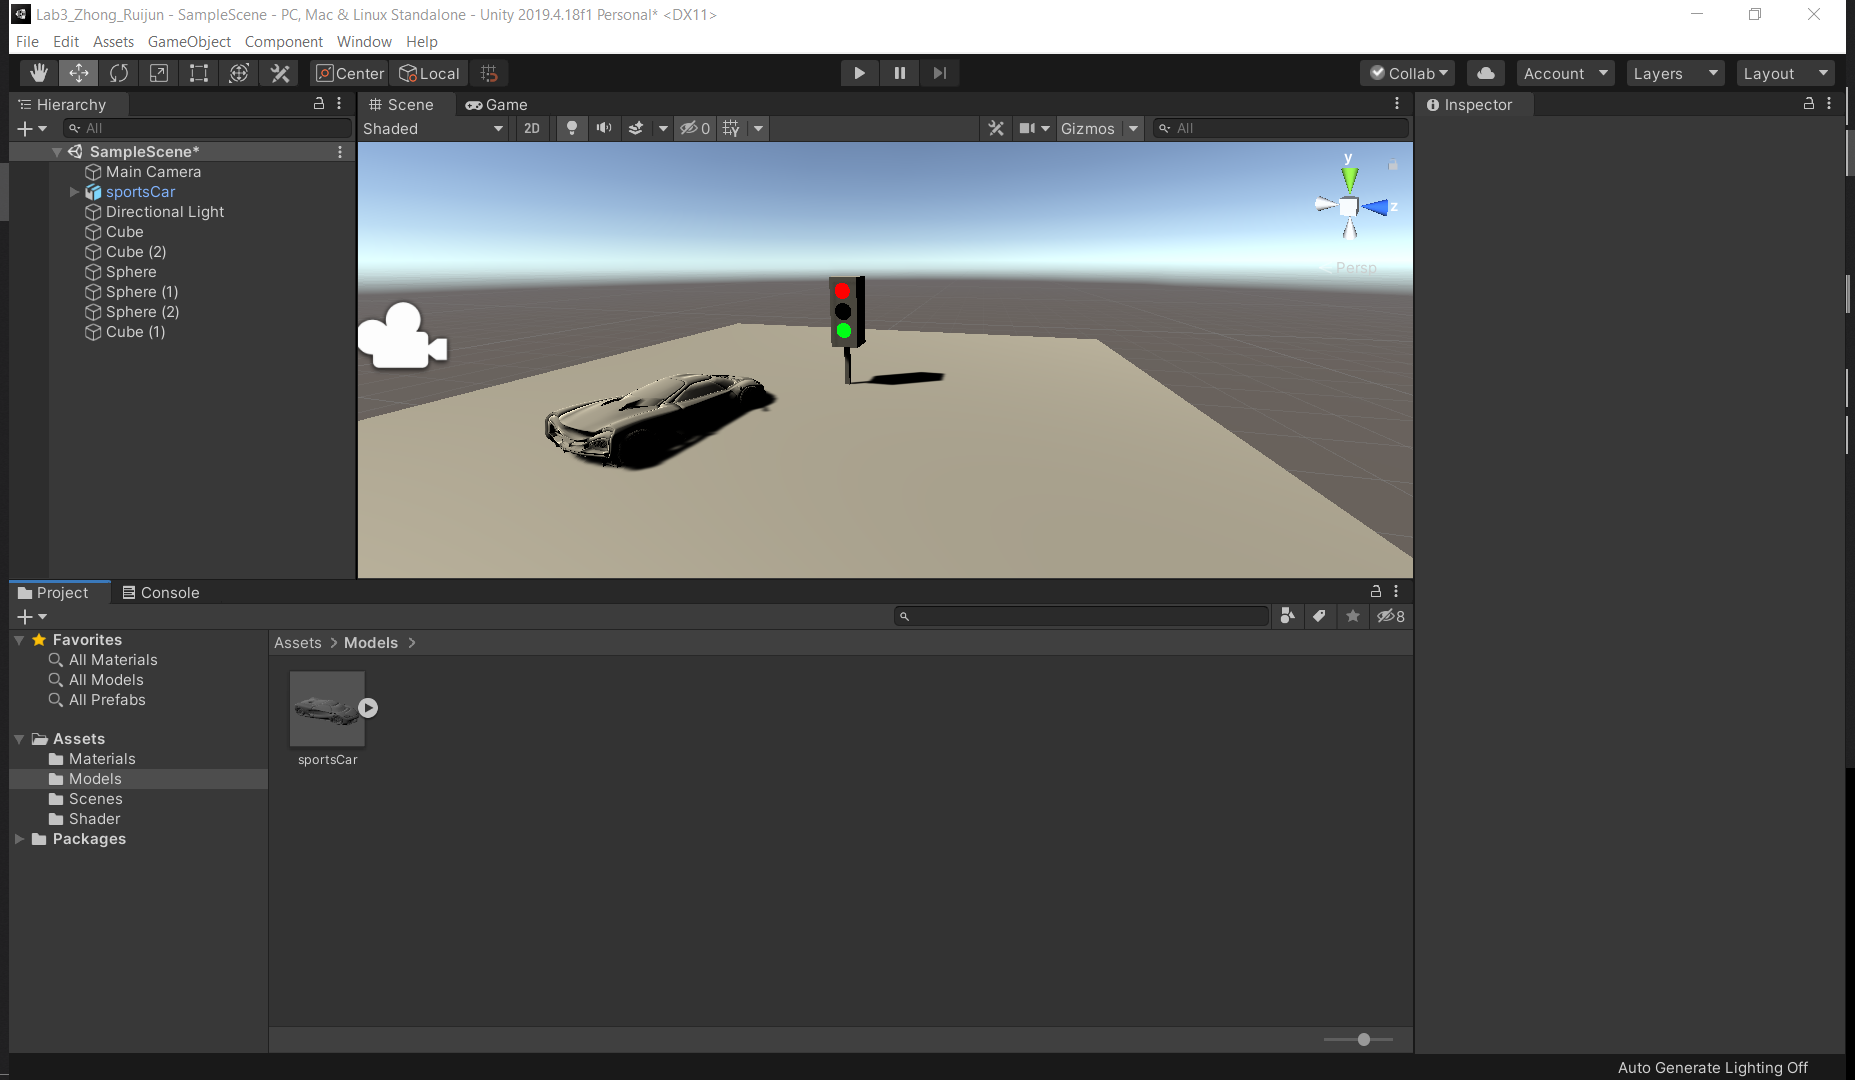 Lab3_Zhong_Ruijun - SampleScene - PC, Mac & Linux Standalone - Unity 2019.4.18f1 Personal* <DX11>
File Edit Assets GameObject Component Window Help
Center Local Collab Account Layers Layout
Hierarchy
All
SampleScene*
Main Camera
sportsCar
Directional Light
Cube
Cube (2)
Sphere
Sphere (1)
Sphere (2)
Cube (1)
Scene Game
Shaded 2D 0 Gizmos All
y
z
Persp
Inspector
Project Console
8
Favorites
All Materials
All Models
All Prefabs
Assets
Materials
Models
Scenes
Shader
Packages
Assets > Models >
sportsCar
Auto Generate Lighting Off